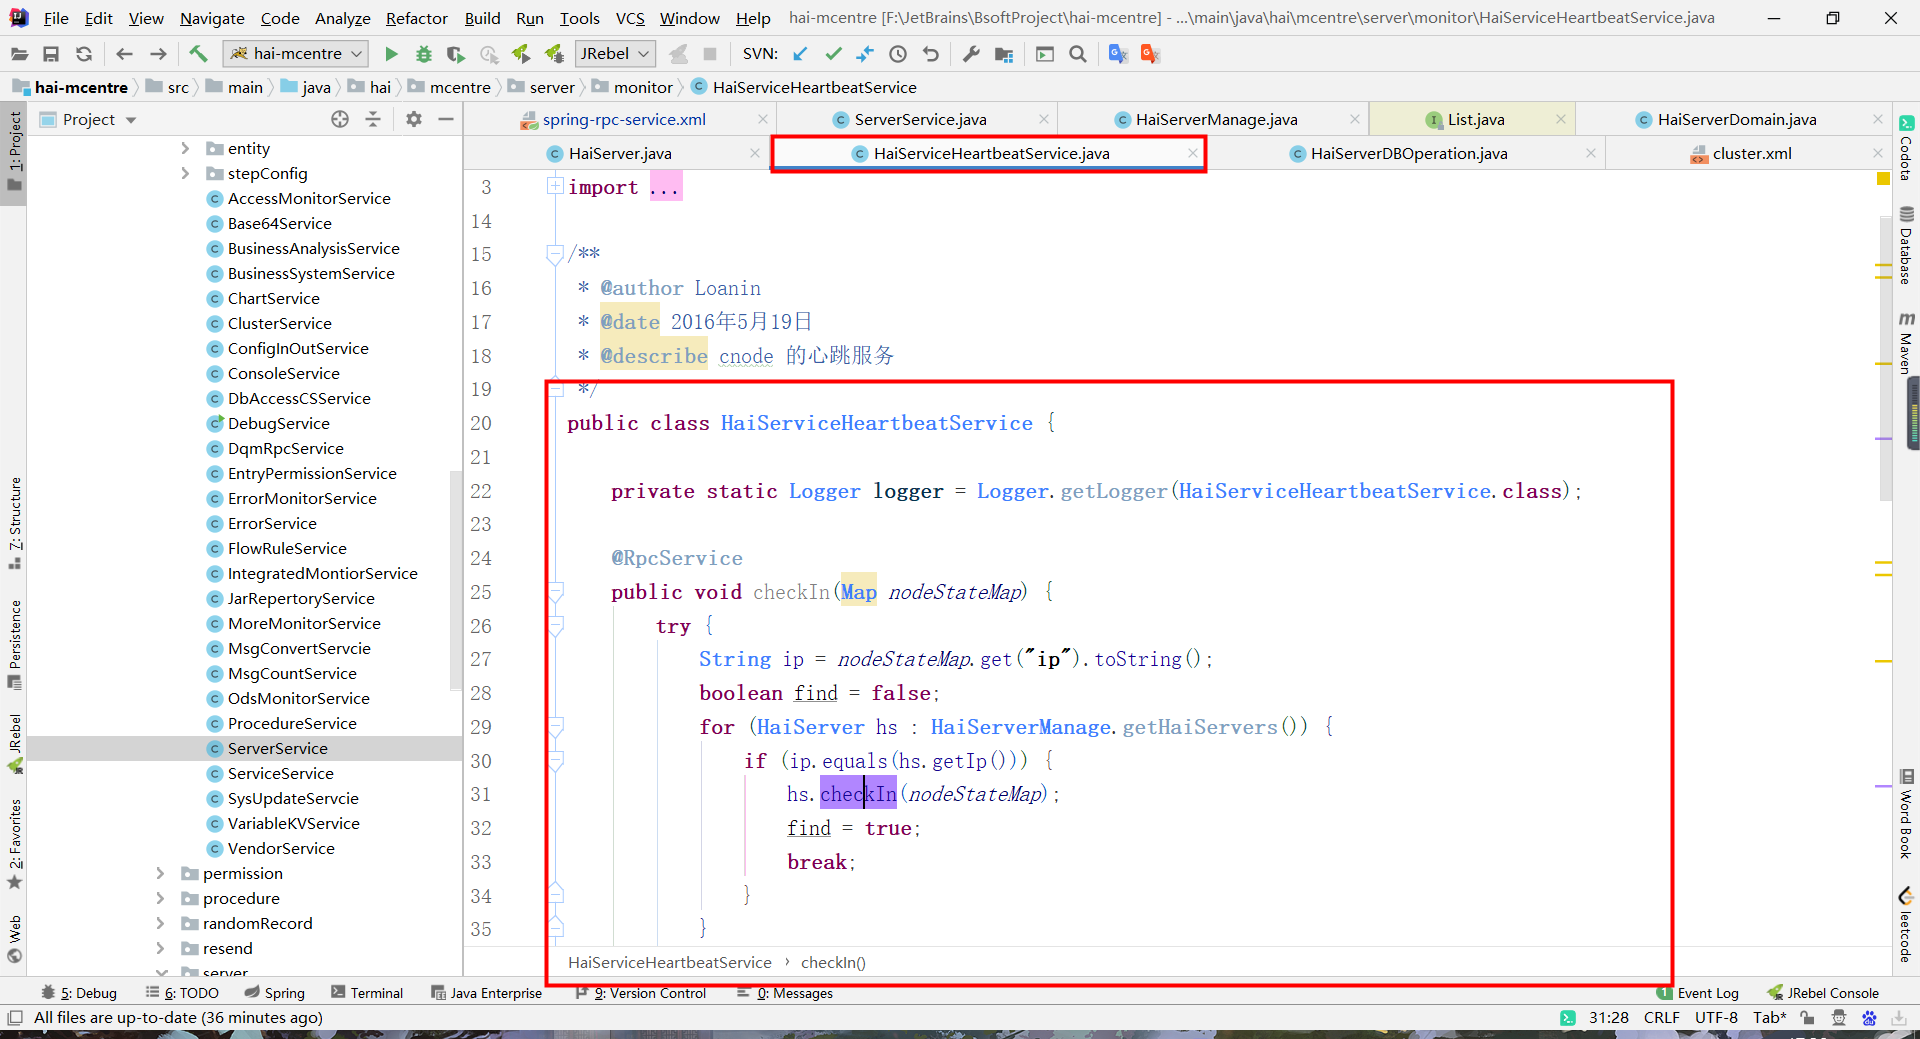 File Edit View Navigate Code Analyze Refactor Build Run Tools VCS Window Help hai-mcentre [F:\JetBrains\BsoftProject\hai-mcentre] - ...\main\java\hai\mcentre\server\monitor\HaiServiceHeartbeatService.java
hai-mcentre JRebel SVN:
hai-mcentre src main java hai mcentre server monitor HaiServiceHeartbeatService
Project
spring-rpc-service.xml ServerService.java HaiServerManage.java List.java HaiServerDomain.java
HaiServer.java HaiServiceHeartbeatService.java HaiServerDBOperation.java cluster.xml
1: Project
7: Structure
Persistence
JRebel
2: Favorites
Web
entity
stepConfig
AccessMonitorService
Base64Service
BusinessAnalysisService
BusinessSystemService
ChartService
ClusterService
ConfigInOutService
ConsoleService
DbAccessCSService
DebugService
DqmRpcService
EntryPermissionService
ErrorMonitorService
ErrorService
FlowRuleService
IntegratedMontiorService
JarRepertoryService
MoreMonitorService
MsgConvertServcie
MsgCountService
OdsMonitorService
ProcedureService
ServerService
ServiceService
SysUpdateServcie
VariableKVService
VendorService
permission
procedure
randomRecord
resend
server
3 import ...
14
15 /**
16 * @author Loanin
17 * @date 2016年5月19日
18 * @describe cnode 的心跳服务
19 */
20 public class HaiServiceHeartbeatService {
21
22 private static Logger logger = Logger.getLogger(HaiServiceHeartbeatService.class);
23
24 @RpcService
25 public void checkIn(Map nodeStateMap) {
26 try {
27 String ip = nodeStateMap.get("ip").toString();
28 boolean find = false;
29 for (HaiServer hs : HaiServerManage.getHaiServers()) {
30 if (ip.equals(hs.getIp())) {
31 hs.checkIn(nodeStateMap);
32 find = true;
33 break;
34 }
35 }
HaiServiceHeartbeatService › checkIn()
Codota
Database
m Maven
Word Book
leetcode
5: Debug 6: TODO Spring Terminal Java Enterprise 9: Version Control 0: Messages 1 Event Log JRebel Console
All files are up-to-date (36 minutes ago) 31:28 CRLF UTF-8 Tab*